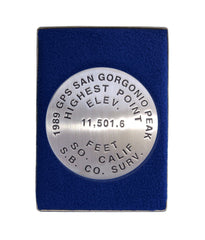 1989 GPS SAN GORGONIO PEAK
HIGHEST POINT
ELEV.
11,501.6
FEET
SO. CALIF
S.B. CO. SURV.